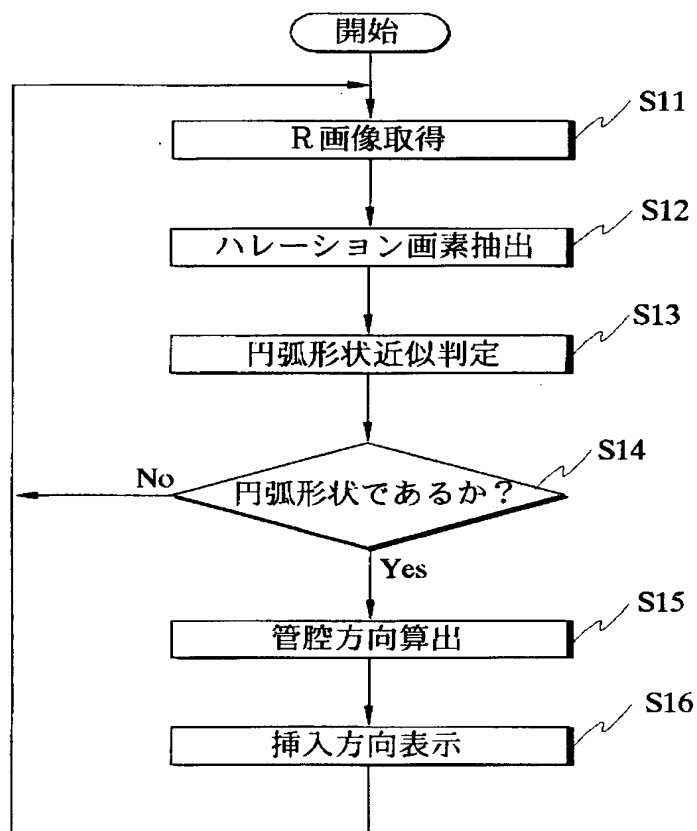 開始
S11
R画像取得
S12
ハレーション画素抽出
S13
円弧形状近似判定
S14
No
円弧形状であるか？
Yes
S15
管腔方向算出
S16
挿入方向表示